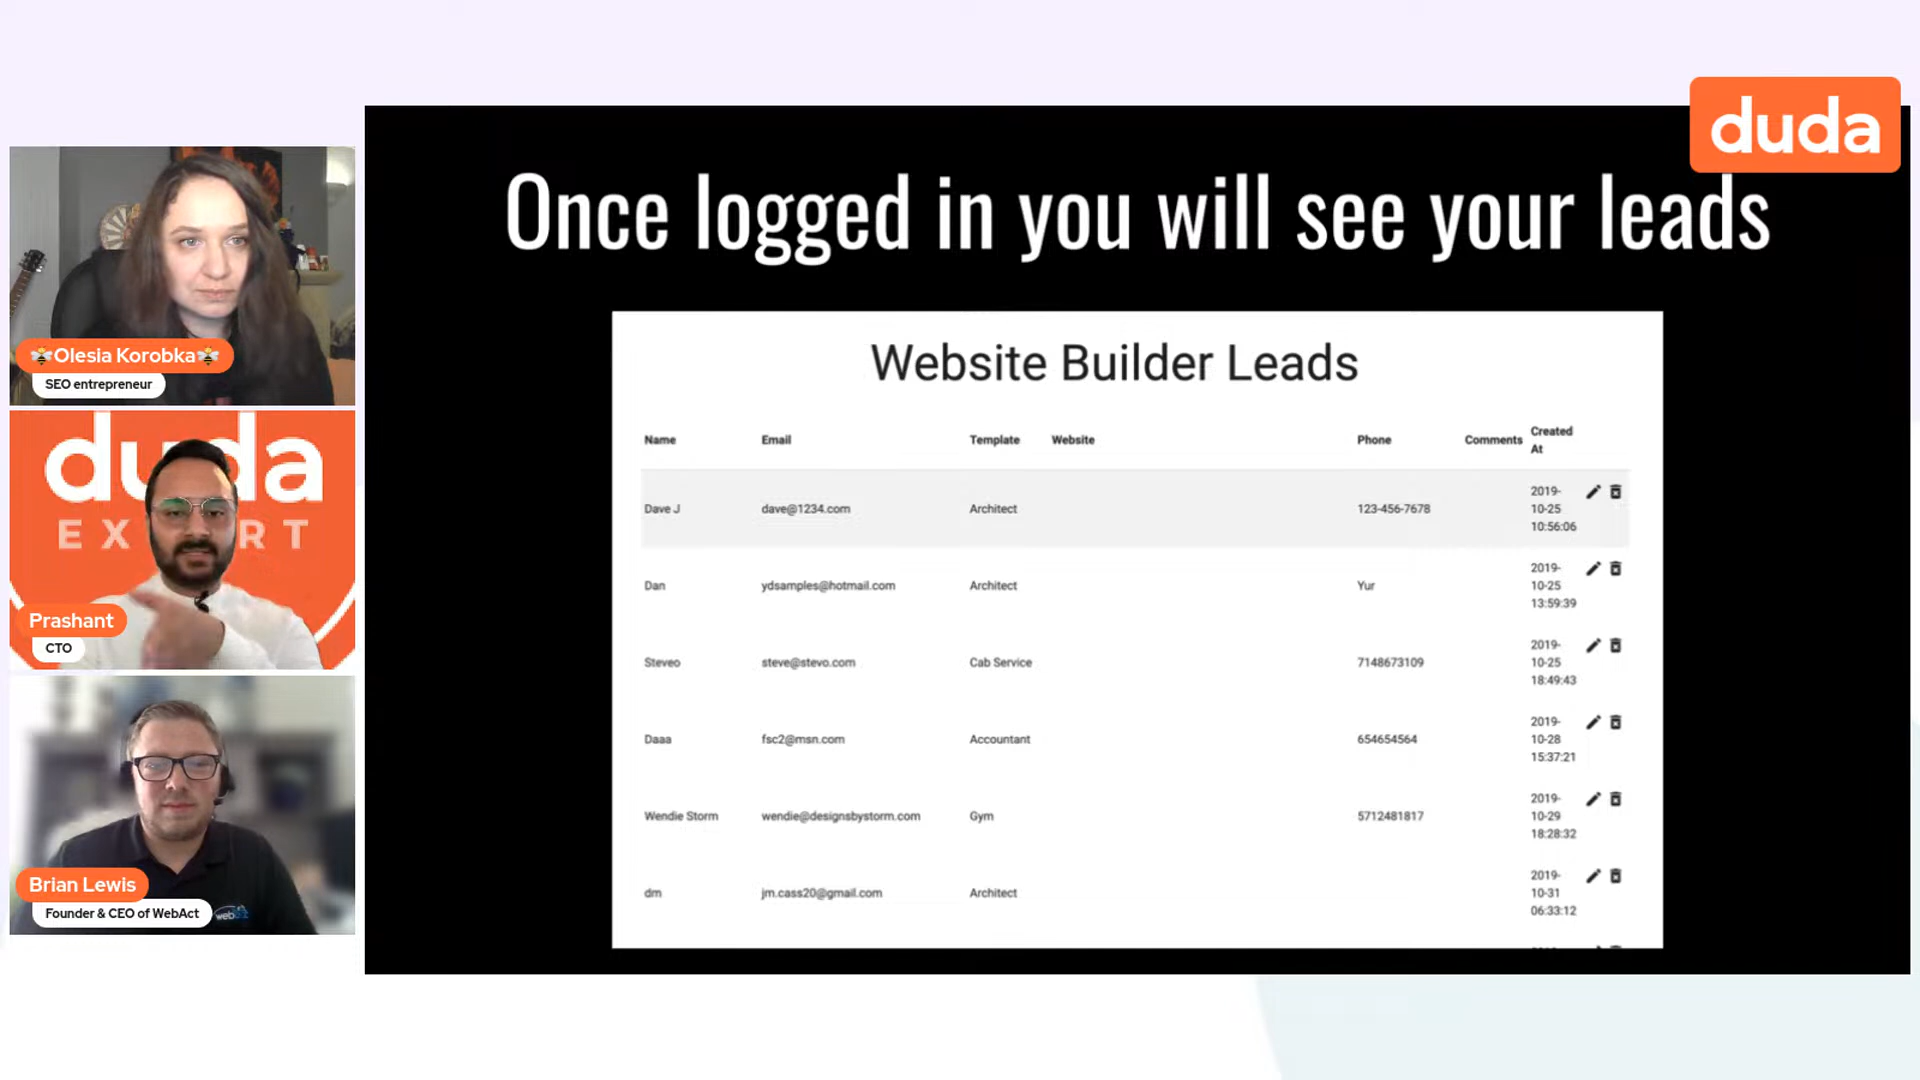 duda
Once logged in you will see your leads
Olesia Korobka
SEO entrepreneur
duda
EXPERT
Prashant
CTO
Brian Lewis
Founder & CEO of WebAct
Website Builder Leads
Name Email Template Website Phone Comments Created At
Dave J dave@1234.com Architect 123-456-7678 2019-10-25 10:56:06
Dan ydsamples@hotmail.com Architect Yur 2019-10-25 13:59:39
Steveo steve@stevo.com Cab Service 7148673109 2019-10-25 18:49:43
Daaa fsc2@msn.com Accountant 654654564 2019-10-28 15:37:21
Wendie Storm wendie@designsbystorm.com Gym 5712481817 2019-10-29 18:28:32
dm jm.cass20@gmail.com Architect 2019-10-31 06:33:12